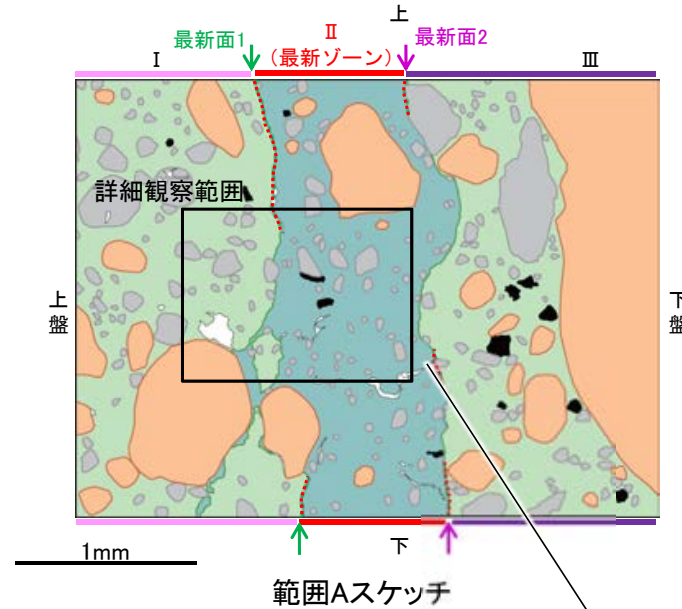 上
最新面1
Ⅱ
最新面2
Ⅰ
(最新ゾーン)
Ⅲ
詳細観察範囲
上盤
下盤
下
1mm
範囲Aスケッチ